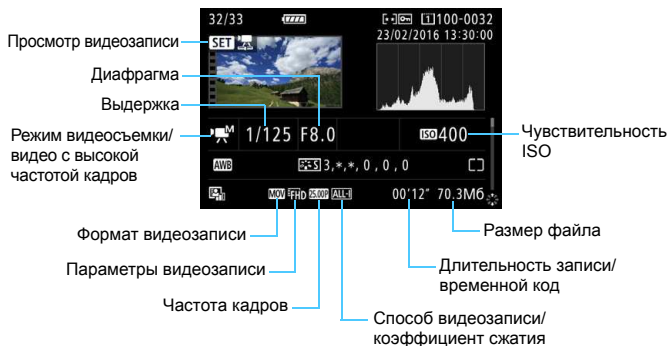 32/33 1 100-0032
23/02/2016 13:30:00
Просмотр видеозаписи
SET
Диафрагма
Выдержка
Режим видеосъемки/
видео с высокой
частотой кадров
M 1/125 F8.0 ISO 400
Чувствительность
ISO
AWB S 3,*,*,0,0,0
MOV FHD 25.00P ALL-I 00'12" 70.3Мб
Формат видеозаписи
Размер файла
Параметры видеозаписи
Длительность записи/
временной код
Частота кадров
Способ видеозаписи/
коэффициент сжатия